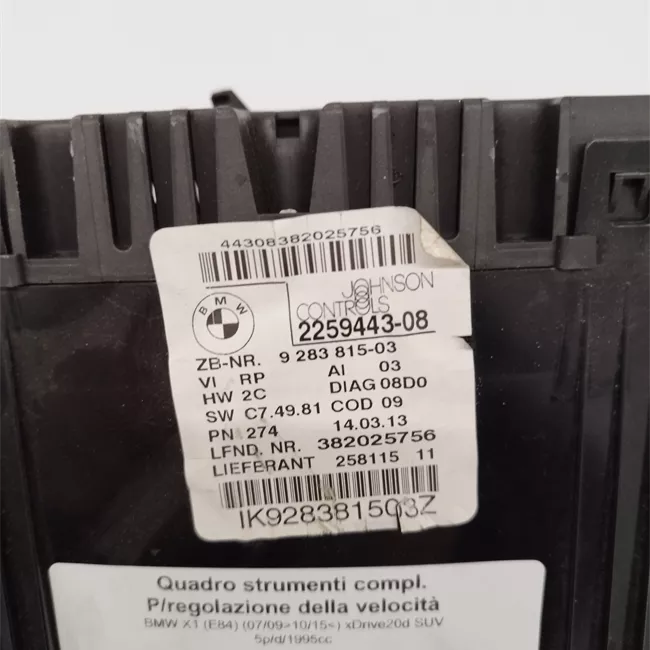 44308382025756
BMW
JOHNSON
CONTROLS
2259443-08
ZB-NR. 9 283 815-03
VI RP AI 03
HW 2C DIAG 08D0
SW C7.49.81 COD 09
PN 274 14.03.13
LFND. NR. 382025756
LIEFERANT 258115 11
IK928381503Z
Quadro strumenti compl.
P/regolazione della velocità
BMW X1 (E84) (07/09>10/15<) xDrive20d SUV
5p/d/1995cc